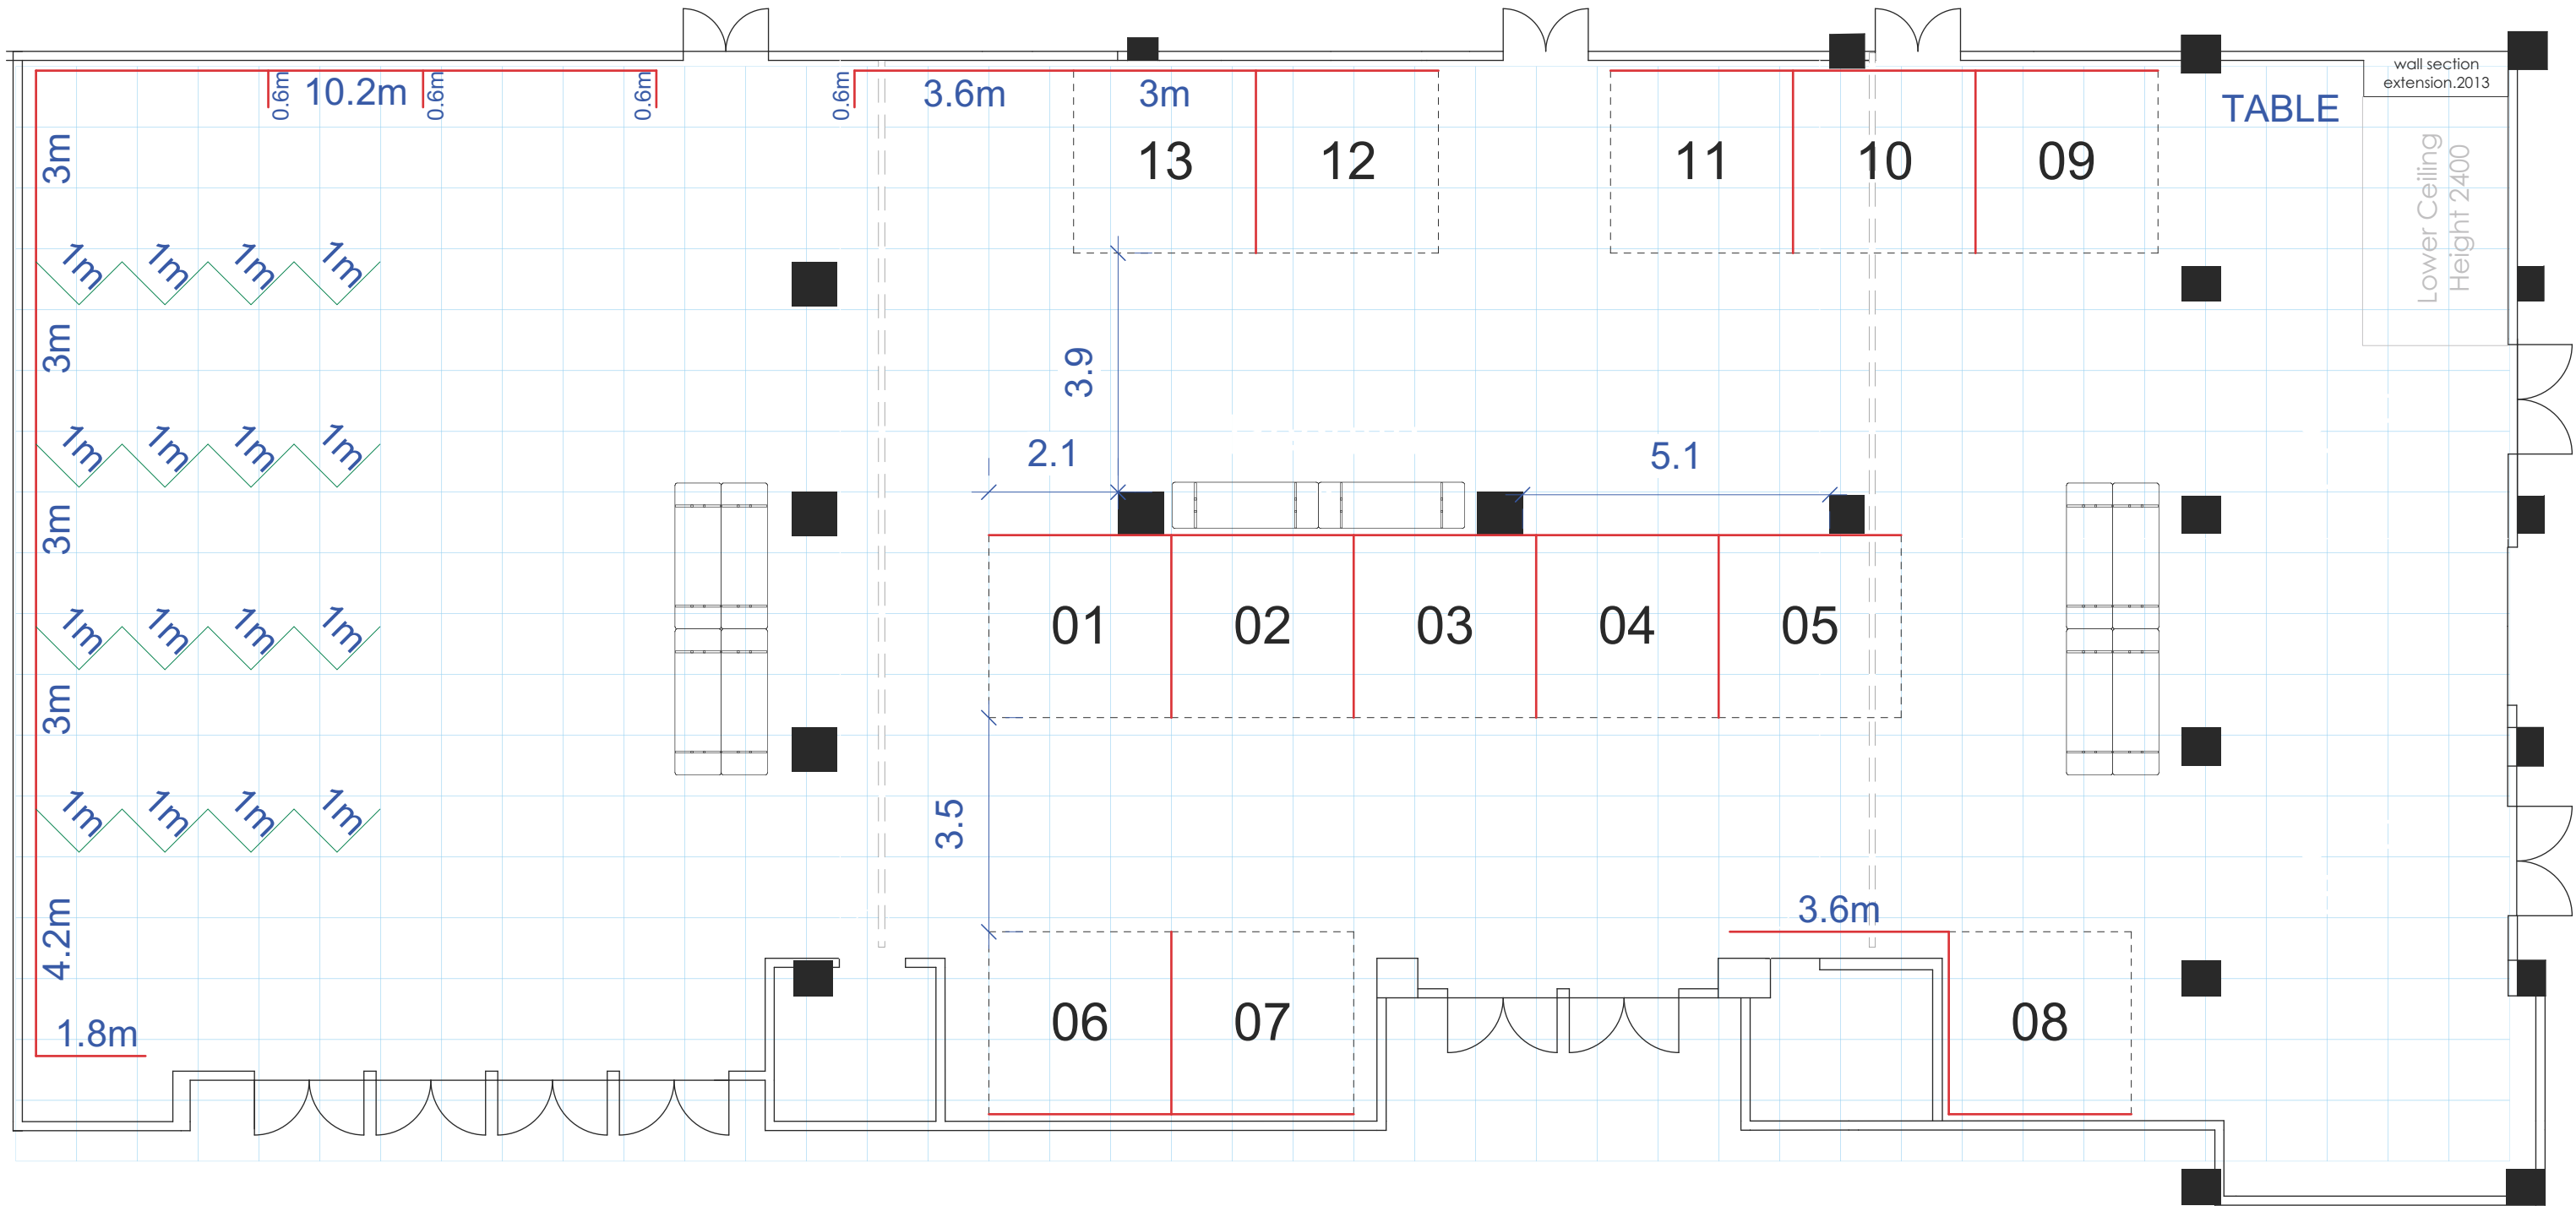 wall section
extension.2013
0.6m
10.2m
0.6m
0.6m
0.6m
3.6m
3m
TABLE
3m
13
12
11
10
09
Lower Ceiling
Height 2400
1m
1m
1m
1m
3m
3.9
1m
1m
1m
1m
2.1
5.1
3m
01
02
03
04
05
1m
1m
1m
1m
3m
1m
1m
1m
1m
3.5
4.2m
3.6m
1.8m
06
07
08